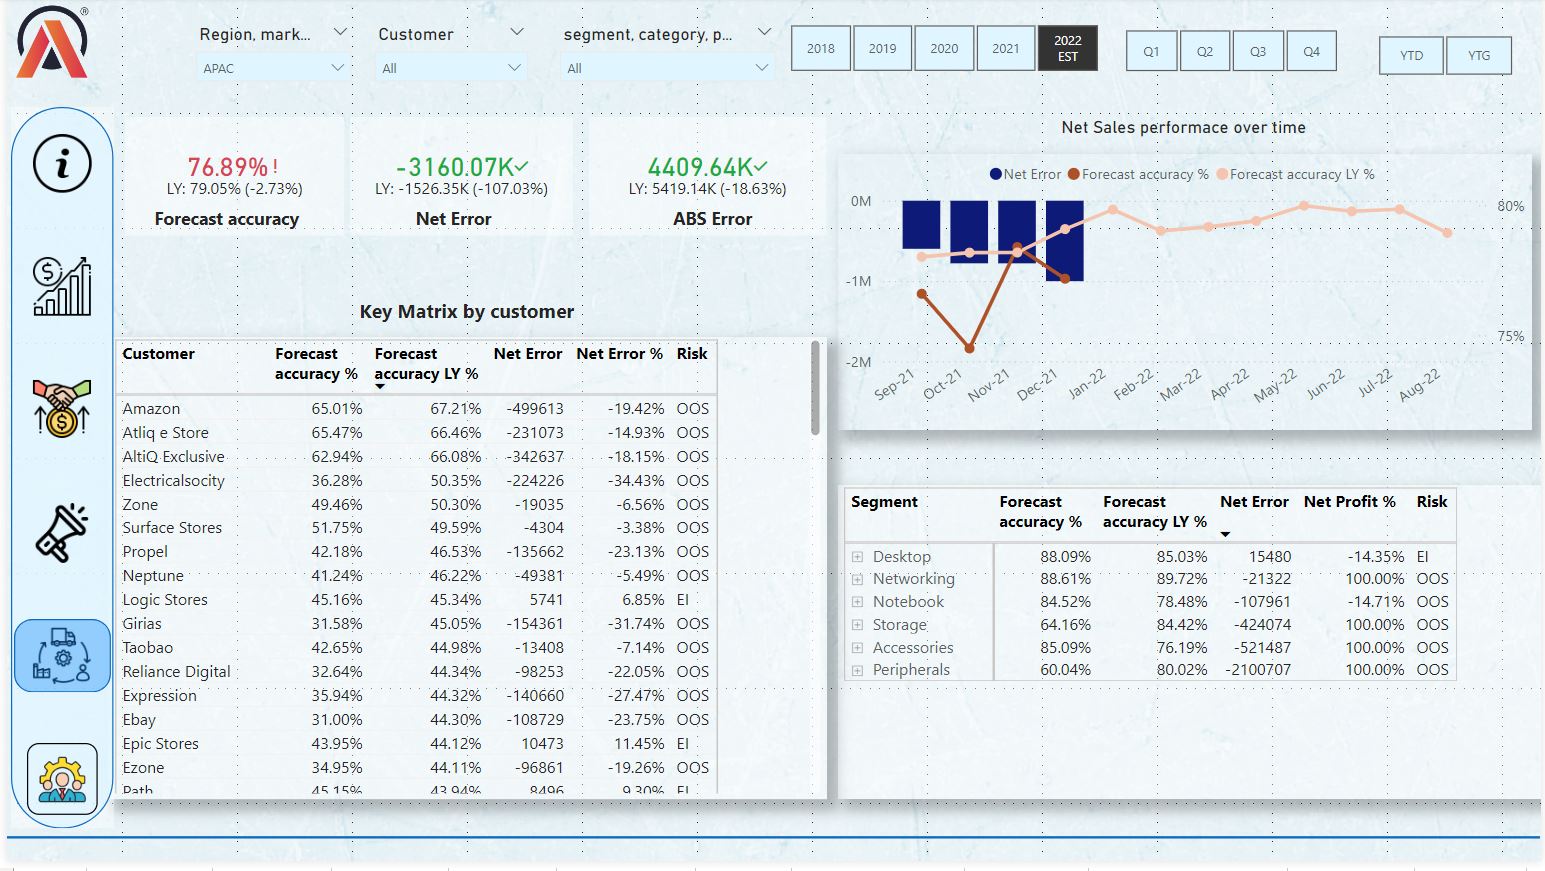 ®
Region, mark...
Customer
segment, category, p...
APAC
All
All
2018
2019
2020
2021
2022
EST
Q1
Q2
Q3
Q4
YTD
YTG
76.89%!
LY: 79.05% (-2.73%)
Forecast accuracy
-3160.07K✓
LY: -1526.35K (-107.03%)
Net Error
4409.64K✓
LY: 5419.14K (-18.63%)
ABS Error
Net Sales performace over time
Net Error Forecast accuracy % Forecast accuracy LY %
0M
-1M
-2M
80%
75%
Sep-21
Oct-21
Nov-21
Dec-21
Jan-22
Feb-22
Mar-22
Apr-22
May-22
Jun-22
Jul-22
Aug-22
Key Matrix by customer
Customer Forecast accuracy % Forecast accuracy LY % Net Error Net Error % Risk
Amazon 65.01% 67.21% -499613 -19.42% OOS
Atliq e Store 65.47% 66.46% -231073 -14.93% OOS
AltiQ Exclusive 62.94% 66.08% -342637 -18.15% OOS
Electricalsocity 36.28% 50.35% -224226 -34.43% OOS
Zone 49.46% 50.30% -19035 -6.56% OOS
Surface Stores 51.75% 49.59% -4304 -3.38% OOS
Propel 42.18% 46.53% -135662 -23.13% OOS
Neptune 41.24% 46.22% -49381 -5.49% OOS
Logic Stores 45.16% 45.34% 5741 6.85% EI
Girias 31.58% 45.05% -154361 -31.74% OOS
Taobao 42.65% 44.98% -13408 -7.14% OOS
Reliance Digital 32.64% 44.34% -98253 -22.05% OOS
Expression 35.94% 44.32% -140660 -27.47% OOS
Ebay 31.00% 44.30% -108729 -23.75% OOS
Epic Stores 43.95% 44.12% 10473 11.45% EI
Ezone 34.95% 44.11% -96861 -19.26% OOS
Path 45.15% 43.94% 8496 9.30% EI
Segment Forecast accuracy % Forecast accuracy LY % Net Error Net Profit % Risk
Desktop 88.09% 85.03% 15480 -14.35% EI
Networking 88.61% 89.72% -21322 100.00% OOS
Notebook 84.52% 78.48% -107961 -14.71% OOS
Storage 64.16% 84.42% -424074 100.00% OOS
Accessories 85.09% 76.19% -521487 100.00% OOS
Peripherals 60.04% 80.02% -2100707 100.00% OOS